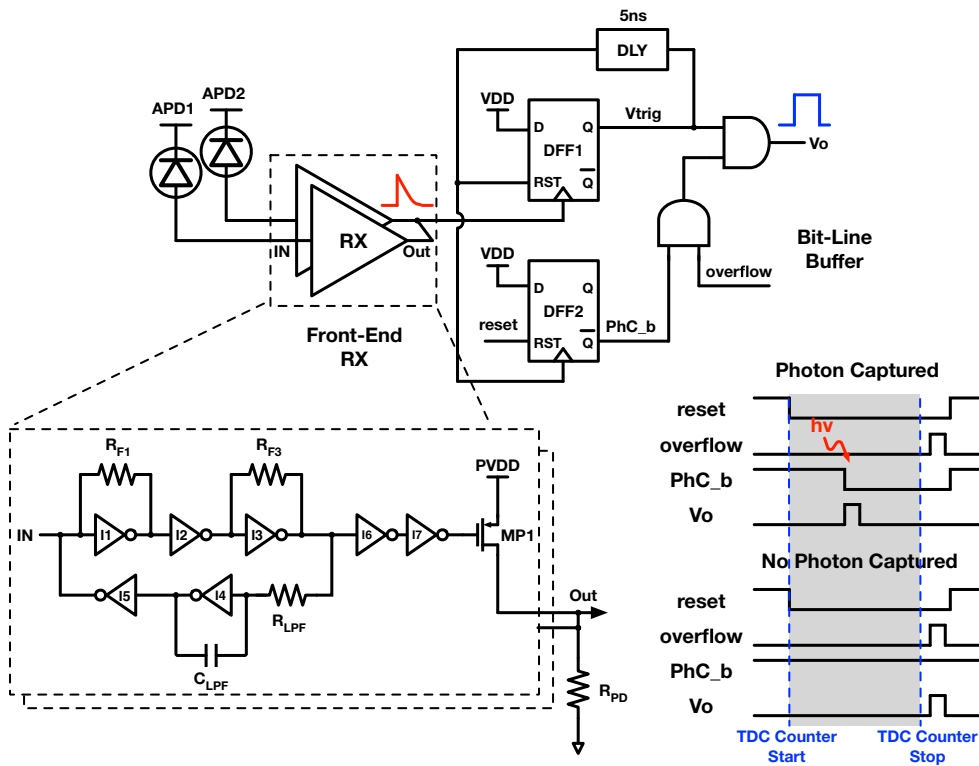 5ns
DLY
APD1
APD2
VDD
D
Q
Vtrig
DFF1
RST
Q
Vo
RX
IN
Out
Front-End
RX
VDD
D
Q
DFF2
reset
RST
Q
PhC_b
overflow
Bit-Line
Buffer
RF1
RF3
PVDD
IN
I1
I2
I3
I6
I7
MP1
I5
I4
RLPF
CLPF
Out
RPD
Photon Captured
reset
hv
overflow
PhC_b
Vo
No Photon Captured
reset
overflow
PhC_b
Vo
TDC Counter
Start
TDC Counter
Stop